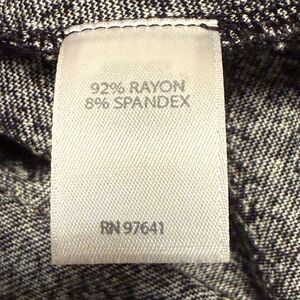 92% RAYON
8% SPANDEX
RN 97641